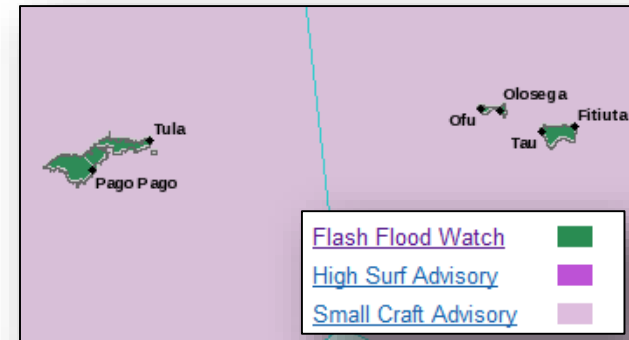 Tula
Pago Pago
Olosega
Ofu
Fitiuta
Tau
Flash Flood Watch
High Surf Advisory
Small Craft Advisory